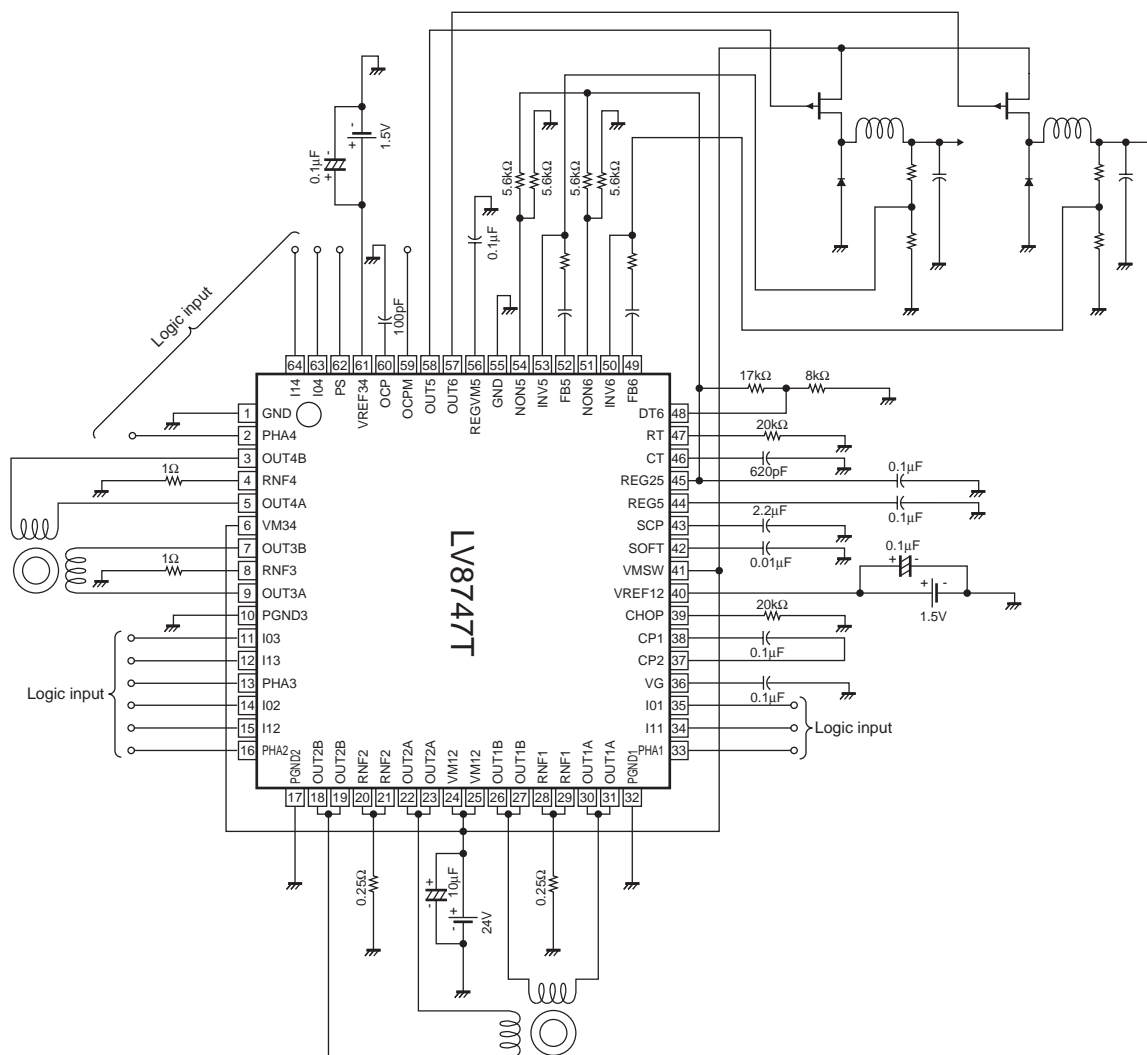 1.5V
- +
0.1µF
- +
5.6kΩ
5.6kΩ
5.6kΩ
5.6kΩ
0.1µF
100pF
Logic input
64 63 62 61 60 59 58 57 56 55 54 53 52 51 50 49
I14 I04 PS VREF34 OCP OCPM OUT5 OUT6 REGVM5 GND NON5 INV5 FB5 NON6 INV6 FB6
1 GND
2 PHA4
3 OUT4B
1Ω
4 RNF4
5 OUT4A
6 VM34
7 OUT3B
1Ω
8 RNF3
9 OUT3A
10 PGND3
11 I03
12 I13
13 PHA3
Logic input
14 I02
15 I12
16 PHA2
LV8747T
17kΩ 8kΩ
DT6 48
20kΩ
RT 47
CT 46
620pF
0.1µF
REG25 45
REG5 44
0.1µF
2.2µF
SCP 43
SOFT 42
0.01µF
0.1µF
+ -
VMSW 41
VREF12 40
+ -
1.5V
20kΩ
CHOP 39
CP1 38
0.1µF
CP2 37
VG 36
0.1µF
I01 35
I11 34
Logic input
PHA1 33
PGND2 OUT2B OUT2B RNF2 RNF2 OUT2A OUT2A VM12 VM12 OUT1B OUT1B RNF1 RNF1 OUT1A OUT1A PGND1
17 18 19 20 21 22 23 24 25 26 27 28 29 30 31 32
0.25Ω
+ -
10µF
+ -
24V
0.25Ω